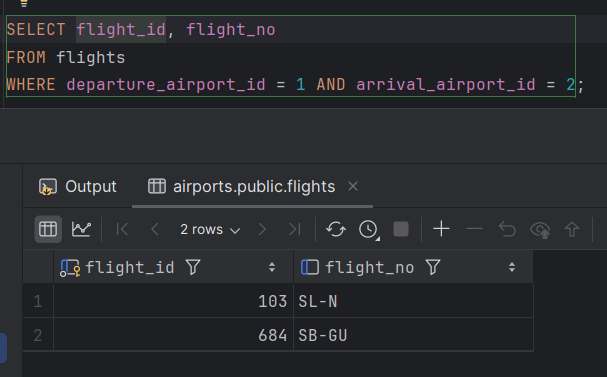 SELECT flight_id, flight_no
FROM flights
WHERE departure_airport_id = 1 AND arrival_airport_id = 2;
Output airports.public.flights
2 rows
flight_id flight_no
1 103 SL-N
2 684 SB-GU